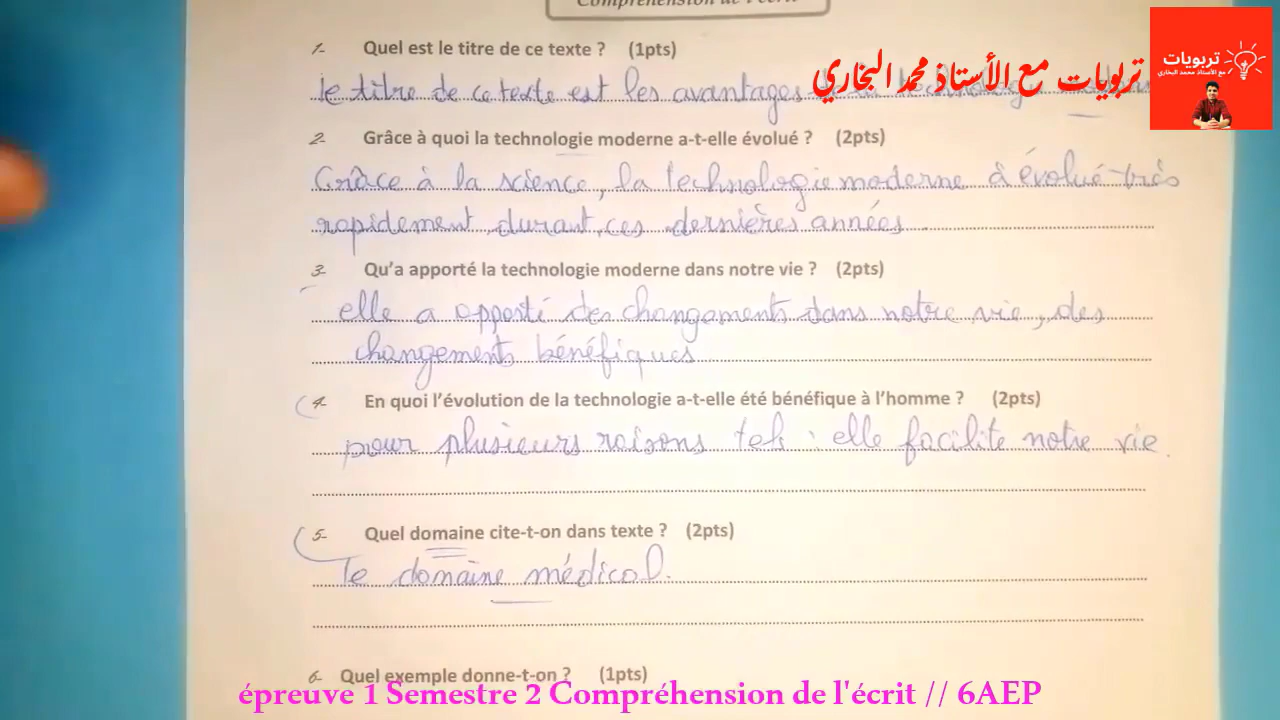 Compréhension de l'écrit
1- Quel est le titre de ce texte ? (1pts)
le titre de ce texte est les avantages
تربويات مع الأستاذ محمد البخاري
تربويات
مع الأستاذ محمد البخاري
2- Grâce à quoi la technologie moderne a-t-elle évolué ? (2pts)
Grâce à la science, la technologie moderne à évolué très
rapidement durant ces dernières années.
3- Qu'a apporté la technologie moderne dans notre vie ? (2pts)
elle a apporté des changaments dans notre vie, des
changements bénéfiques
4- En quoi l'évolution de la technologie a-t-elle été bénéfique à l'homme ? (2pts)
pour plusieurs raisons tels : elle facilite notre vie.
5- Quel domaine cite-t-on dans texte ? (2pts)
le domaine médical.
6- Quel exemple donne-t-on ? (1pts)
épreuve 1 Semestre 2 Compréhension de l'écrit // 6AEP